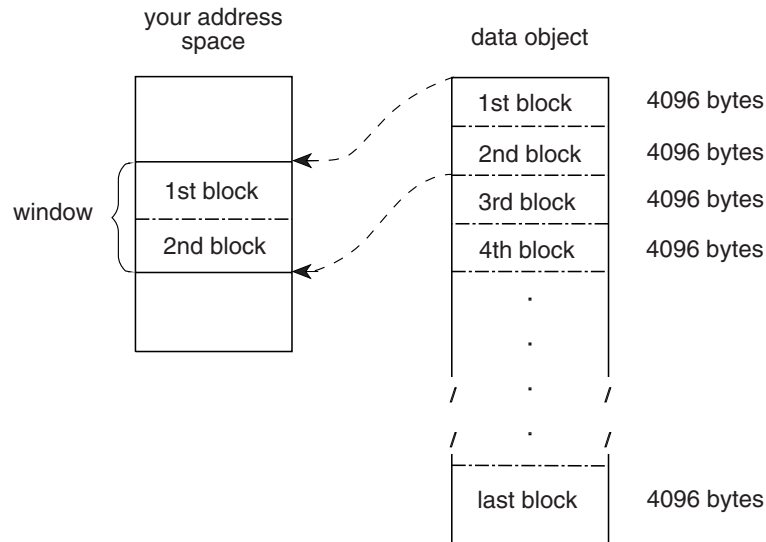 your address
space
data object
1st block 4096 bytes
2nd block 4096 bytes
window
1st block
2nd block
3rd block 4096 bytes
4th block 4096 bytes
last block 4096 bytes